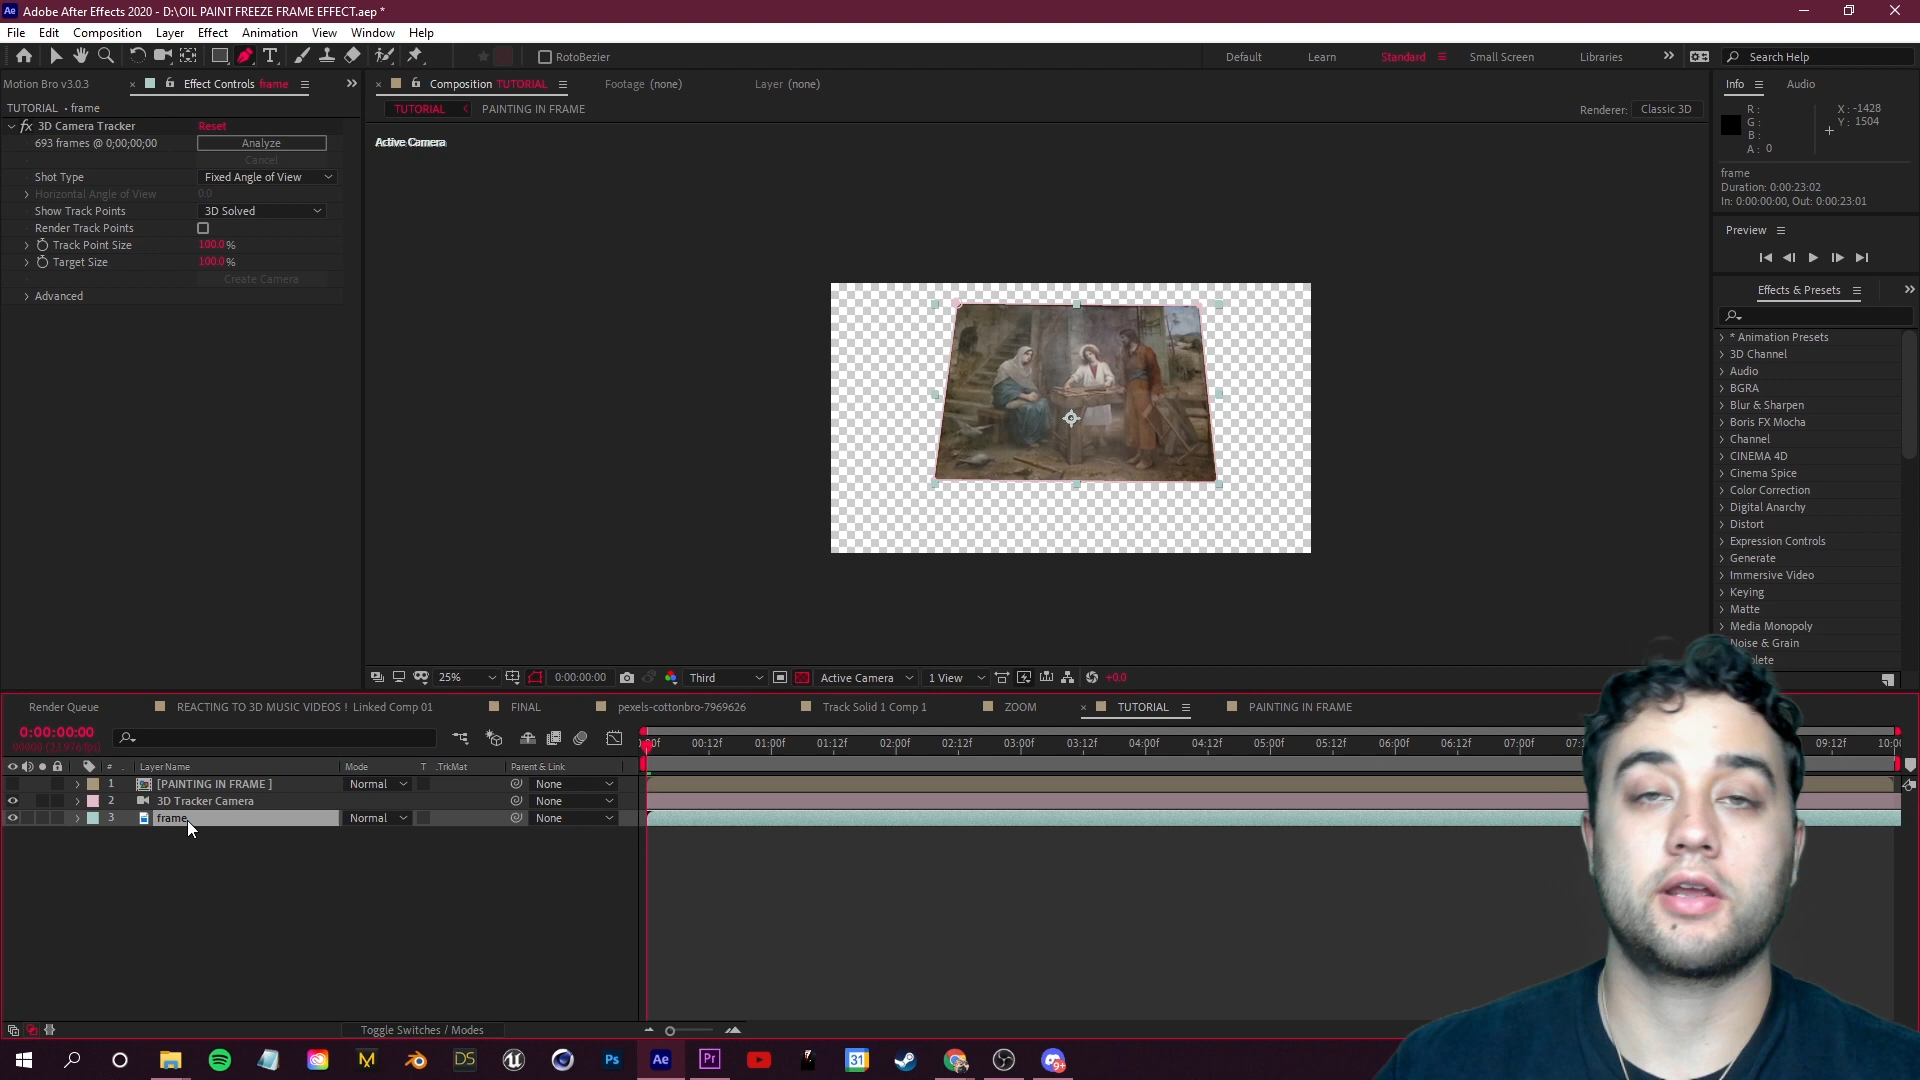 Adobe After Effects 2020 - D:\OIL PAINT FREEZE FRAME EFFECT.aep *
File Edit Composition Layer Effect Animation View Window Help
RotoBezier Default Learn Standard Small Screen Libraries Search Help
Motion Bro v3.0.3 Effect Controls frame Composition TUTORIAL Footage (none) Layer (none) Info Audio
TUTORIAL • frame
TUTORIAL PAINTING IN FRAME Renderer: Classic 3D
3D Camera Tracker Reset
693 frames @ 0;00;00;00 Analyze
Cancel
Shot Type Fixed Angle of View
Horizontal Angle of View 0.0
Show Track Points 3D Solved
Render Track Points
Track Point Size 100.0 %
Target Size 100.0 %
Create Camera
Advanced
Active Camera
R :
G :
B :
A : 0
X : -1428
Y : 1504
frame
Duration: 0:00:23:02
In: 0:00:00:00, Out: 0:00:23:01
Preview
Effects & Presets
* Animation Presets
3D Channel
Audio
BGRA
Blur & Sharpen
Boris FX Mocha
Channel
CINEMA 4D
Cinema Spice
Color Correction
Digital Anarchy
Distort
Expression Controls
Generate
Immersive Video
Keying
Matte
Media Monopoly
Noise & Grain
25% 0:00:00:00 Third Active Camera 1 View +0.0
Render Queue REACTING TO 3D MUSIC VIDEOS ! Linked Comp 01 FINAL pexels-cottonbro-7969626 Track Solid 1 Comp 1 ZOOM TUTORIAL PAINTING IN FRAME
0:00:00:00
00:12f 01:00f 01:12f 02:00f 02:12f 03:00f 03:12f 04:00f 04:12f 05:00f 05:12f 06:00f 06:12f 07:00f 09:12f
# Layer Name Mode T .TrkMat Parent & Link
1 [PAINTING IN FRAME ] Normal None
2 3D Tracker Camera None
3 frame Normal None
Toggle Switches / Modes
M DS Ps Ae Pr 31